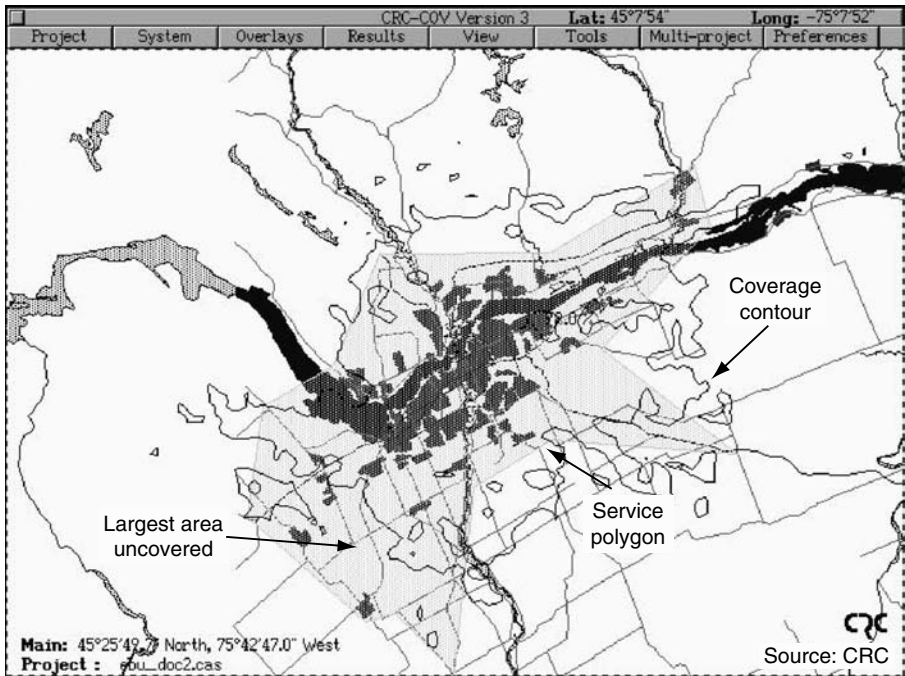 CRC-COV Version 3 Lat: 45°7'54" Long: -75°7'52"
Project System Overlays Results View Tools Multi-project Preferences
Coverage
contour
Largest area
uncovered
Service
polygon
Main: 45°25'49.7" North, 75°42'47.0" West
Project : ebu_doc2.cas
CRC
Source: CRC